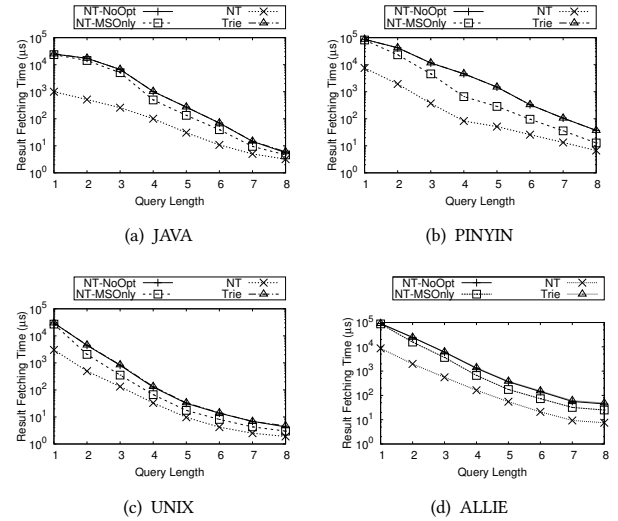 NT-NoOpt NT
NT-MSOnly Trie
Result Fetching Time (μs)
10^5
10^4
10^3
10^2
10^1
10^0
1 2 3 4 5 6 7 8
Query Length
(a) JAVA
NT-NoOpt NT
NT-MSOnly Trie
Result Fetching Time (μs)
10^5
10^4
10^3
10^2
10^1
10^0
1 2 3 4 5 6 7 8
Query Length
(b) PINYIN
NT-NoOpt NT
NT-MSOnly Trie
Result Fetching Time (μs)
10^5
10^4
10^3
10^2
10^1
10^0
1 2 3 4 5 6 7 8
Query Length
(c) UNIX
NT-NoOpt NT
NT-MSOnly Trie
Result Fetching Time (μs)
10^5
10^4
10^3
10^2
10^1
10^0
1 2 3 4 5 6 7 8
Query Length
(d) ALLIE